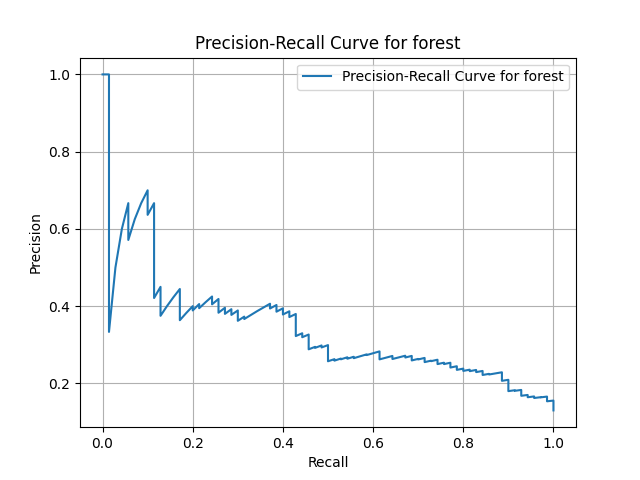 Precision-Recall Curve for forest
Precision-Recall Curve for forest
1.0
0.8
0.6
0.4
0.2
Precision
0.0 0.2 0.4 0.6 0.8 1.0
Recall